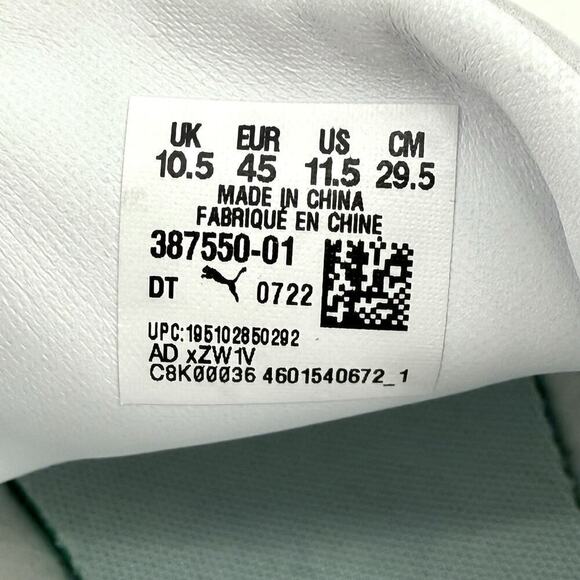 UK EUR US CM
10.5 45 11.5 29.5
MADE IN CHINA
FABRIQUÉ EN CHINE
387550-01
DT 0722
UPC:195102850292
AD xZW1V
C8K00036 4601540672_1